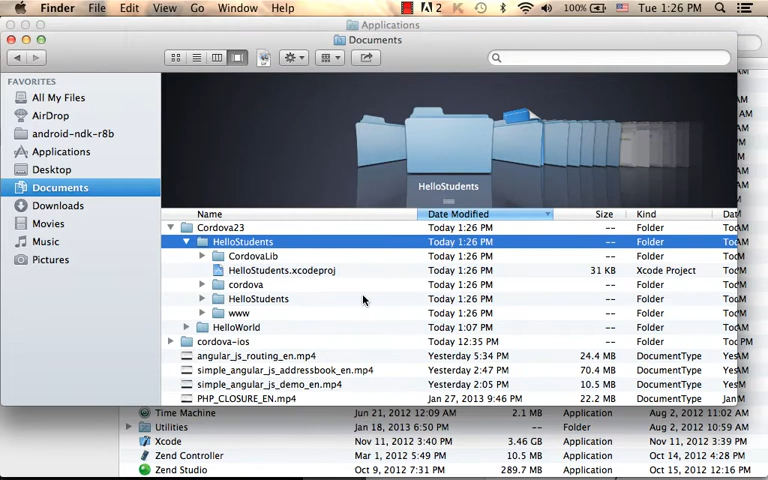 Finder File Edit View Go Window Help 2 100% Tue 1:26 PM
Applications
Documents
FAVORITES
All My Files
AirDrop
android-ndk-r8b
Applications
Desktop
Documents
Downloads
Movies
Music
Pictures
HelloStudents
Name Date Modified Size Kind Dat
Cordova23 Today 1:26 PM -- Folder
HelloStudents Today 1:26 PM -- Folder
CordovaLib Today 1:26 PM -- Folder
HelloStudents.xcodeproj Today 1:26 PM 31 KB Xcode Project
cordova Today 1:26 PM -- Folder
HelloStudents Today 1:26 PM -- Folder
www Today 1:26 PM -- Folder
HelloWorld Today 1:07 PM -- Folder
cordova-ios Today 12:35 PM -- Folder
angular_js_routing_en.mp4 Yesterday 5:34 PM 24.4 MB DocumentType
simple_angular_js_addressbook_en.mp4 Yesterday 2:47 PM 70.4 MB DocumentType
simple_angular_js_demo_en.mp4 Yesterday 2:05 PM 10.5 MB DocumentType
PHP_CLOSURE_EN.mp4 Jan 27, 2013 9:46 PM 22.2 MB DocumentType
Time Machine Jun 21, 2012 12:09 AM 2.1 MB Application Aug 2, 2012 11:02 AM
Utilities Jan 18, 2013 6:50 PM -- Folder Aug 2, 2012 10:59 AM
Xcode Nov 11, 2012 3:40 PM 3.46 GB Application Oct 14, 2012 4:28 PM
Zend Controller Mar 1, 2012 5:49 PM 10.5 MB Application Nov 11, 2012 3:39 PM
Zend Studio Oct 9, 2012 7:31 PM 289.7 MB Application Oct 15, 2012 12:16 PM